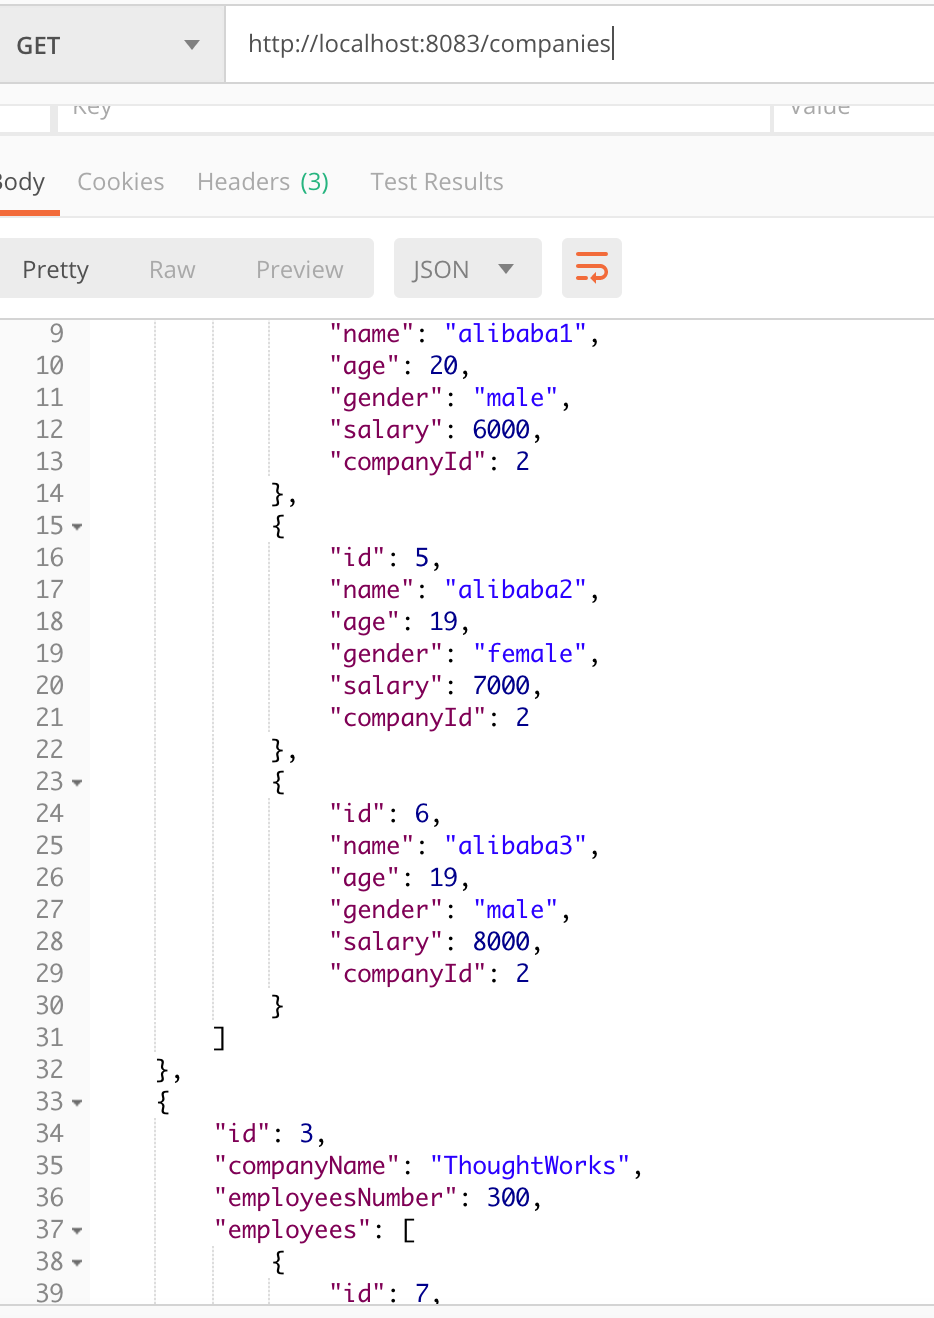 GET http://localhost:8083/companies
Key Value
Body Cookies Headers (3) Test Results
Pretty Raw Preview JSON
9 "name": "alibaba1",
10 "age": 20,
11 "gender": "male",
12 "salary": 6000,
13 "companyId": 2
14 },
15 {
16 "id": 5,
17 "name": "alibaba2",
18 "age": 19,
19 "gender": "female",
20 "salary": 7000,
21 "companyId": 2
22 },
23 {
24 "id": 6,
25 "name": "alibaba3",
26 "age": 19,
27 "gender": "male",
28 "salary": 8000,
29 "companyId": 2
30 }
31 ]
32 },
33 {
34 "id": 3,
35 "companyName": "ThoughtWorks",
36 "employeesNumber": 300,
37 "employees": [
38 {
39 "id": 7,